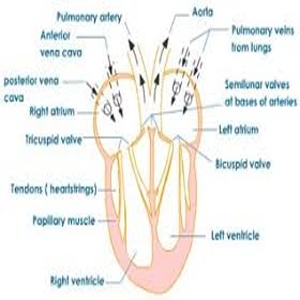 Pulmonary artery
Aorta
Anterior
vena cava
Pulmonary veins
from lungs
posterior vena
cava
Semilunar valves
at bases of arteries
Right atrium
Left atrium
Tricuspid valve
Bicuspid valve
Tendons ( heartstrings)
Papillary muscle
Left ventricle
Right ventricle